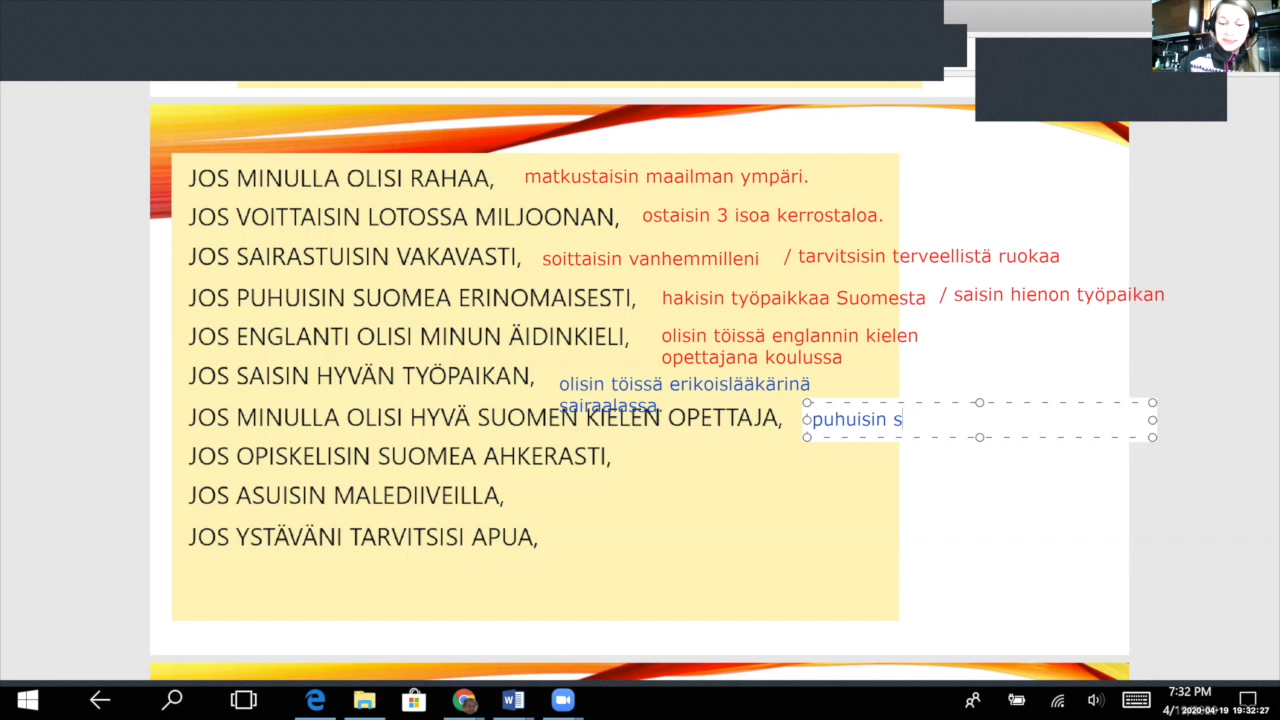 JOS MINULLA OLISI RAHAA, matkustaisin maailman ympäri.
JOS VOITTAISIN LOTOSSA MILJOONAN, ostaisin 3 isoa kerrostaloa.
JOS SAIRASTUISIN VAKAVASTI, soittaisin vanhemmilleni / tarvitsisin terveellistä ruokaa
JOS PUHUISIN SUOMEA ERINOMAISESTI, hakisin työpaikkaa Suomesta / saisin hienon työpaikan
JOS ENGLANTI OLISI MINUN ÄIDINKIELI, olisin töissä englannin kielen
opettajana koulussa
JOS SAISIN HYVÄN TYÖPAIKAN, olisin töissä erikoislääkärinä
sairaalassa.
JOS MINULLA OLISI HYVÄ SUOMEN KIELEN OPETTAJA, puhuisin s
JOS OPISKELISIN SUOMEA AHKERASTI,
JOS ASUISIN MALEDIIVEILLA,
JOS YSTÄVÄNI TARVITSISI APUA,
7:32 PM
2020-04-19 19:32:27